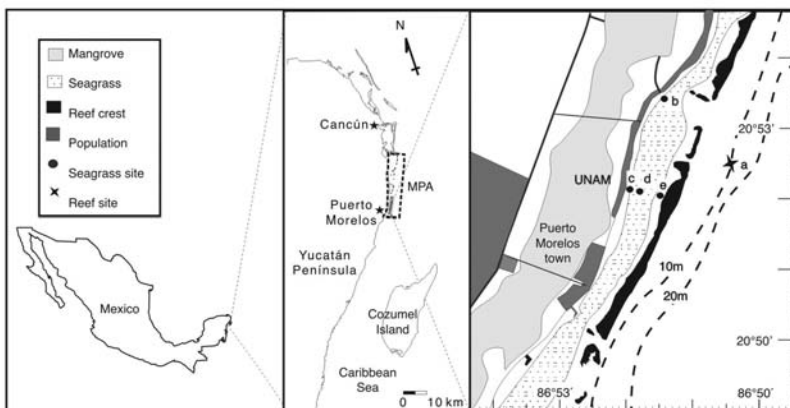 Mangrove
Seagrass
Reef crest
Population
Seagrass site
Reef site
Mexico
N
Cancún
MPA
Puerto
Morelos
Yucatán
Península
Cozumel
Island
Caribbean
Sea
0 10 km
b
20°53'
a
UNAM
c d e
Puerto
Morelos
town
10m
20m
20°50'
86°53' 86°50'